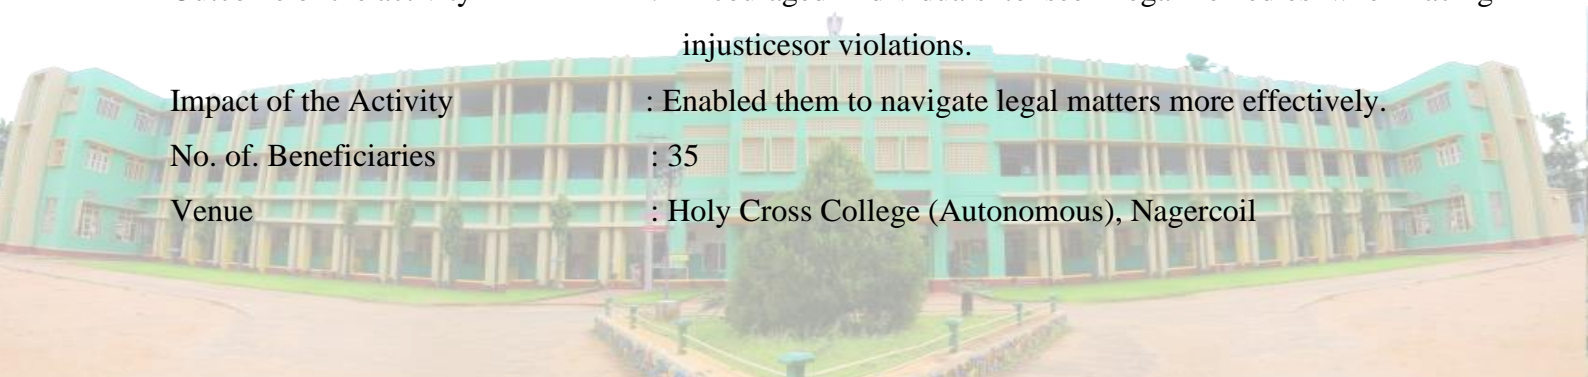 injusticesor violations.
Impact of the Activity : Enabled them to navigate legal matters more effectively.
No. of. Beneficiaries : 35
Venue : Holy Cross College (Autonomous), Nagercoil